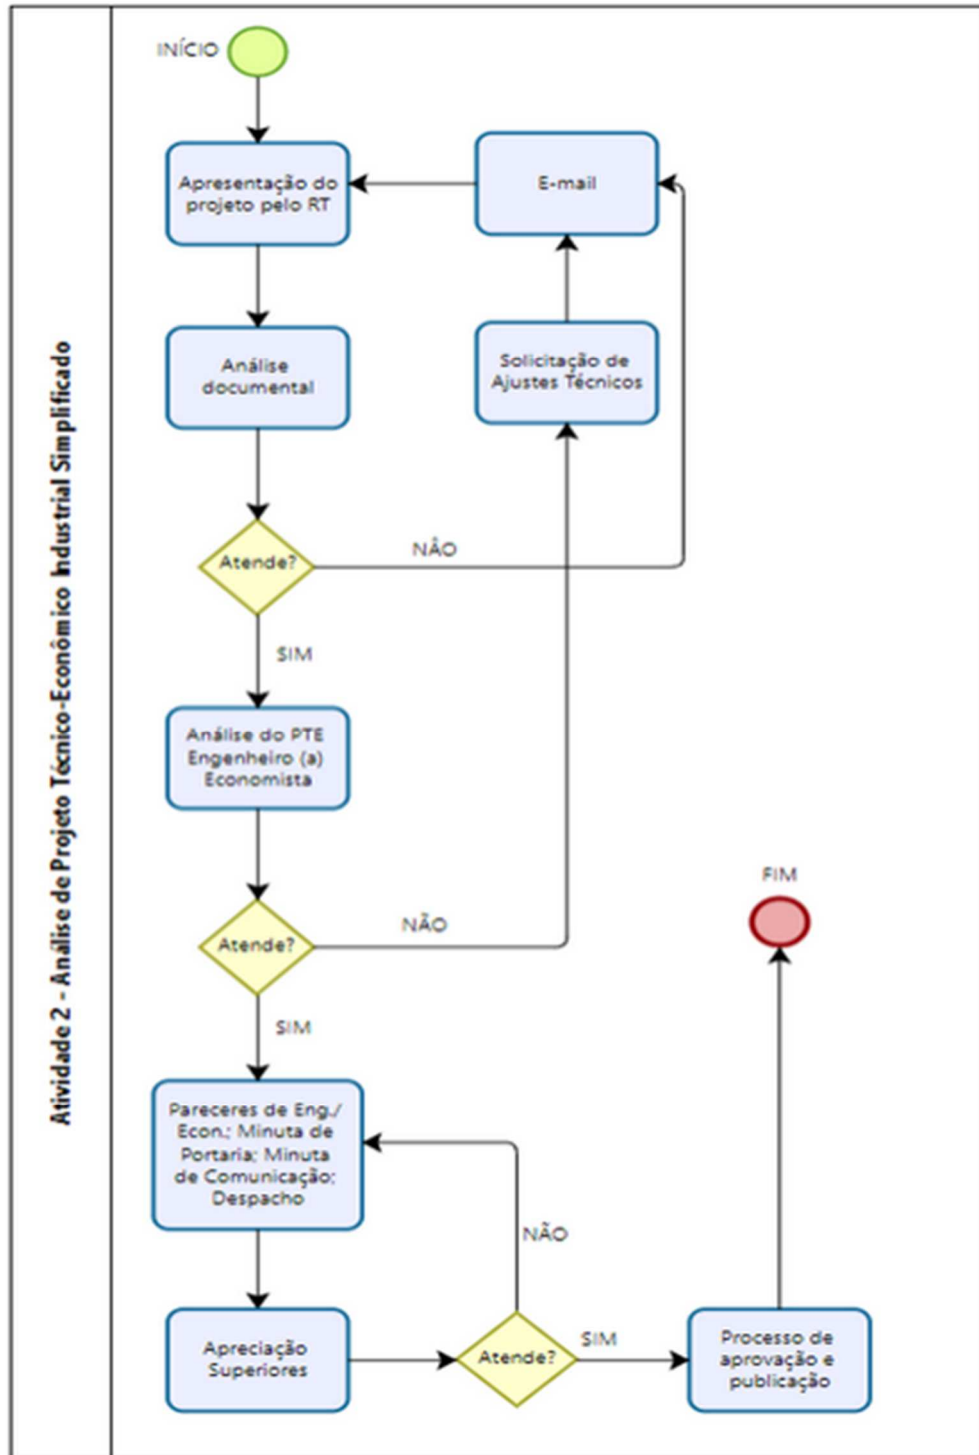 Atividade 2 - Análise de Projeto Técnico-Econômico Industrial Simplificado
INÍCIO
Apresentação do
projeto pelo RT
E-mail
Análise
documental
Solicitação de
Ajustes Técnicos
Atende?
NÃO
SIM
Análise do PTE
Engenheiro (a)
Economista
Atende?
NÃO
SIM
FIM
Pareceres de Eng./
Econ.; Minuta de
Portaria; Minuta
de Comunicação;
Despacho
NÃO
Apreciação
Superiores
Atende?
SIM
Processo de
aprovação e
publicação